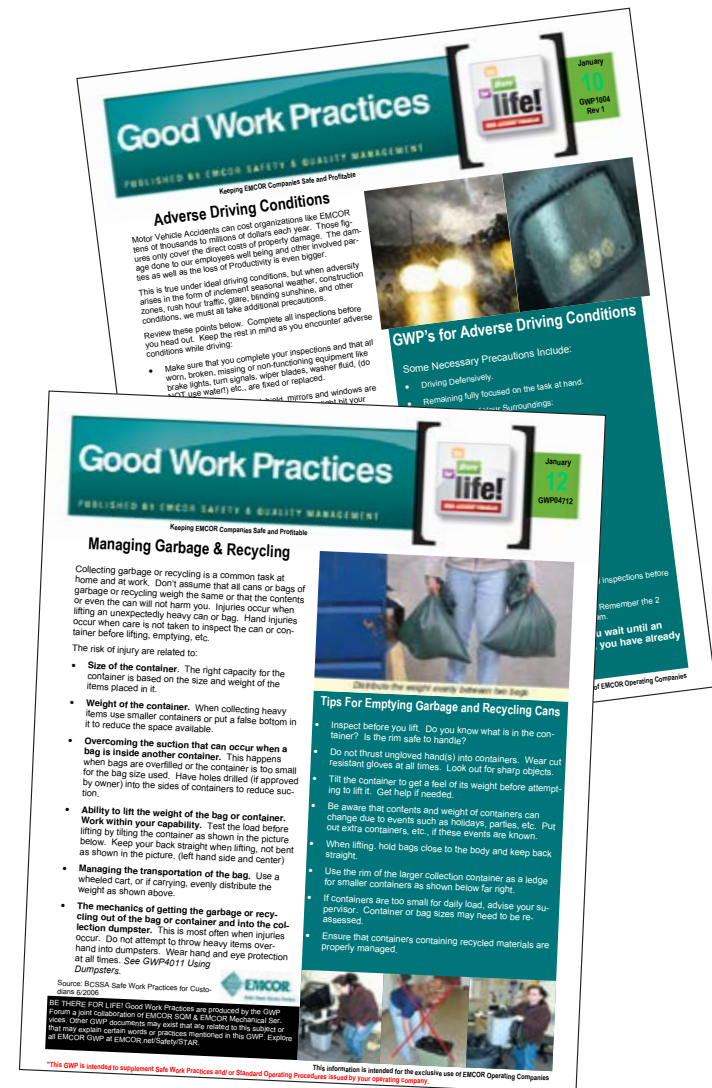 Good Work Practices
PUBLISHED BY EMCOR SAFETY & QUALITY MANAGEMENT
life!
January
10
GWP1004
Rev 1
Keeping EMCOR Companies Safe and Profitable
Adverse Driving Conditions
Motor Vehicle Accidents can cost organizations like EMCOR
tens of thousands to millions of dollars each year. Those fig-
ures only cover the direct costs of property damage. The dam-
age done to our employees well being and other involved par-
ties as well as the loss of Productivity is even bigger.
This is true under ideal driving conditions, but when adversity
arises in the form of inclement seasonal weather, construction
zones, rush hour traffic, glare, blinding sunshine, and other
conditions, we must all take additional precautions.
Review these points below. Complete all inspections before
you head out. Keep the rest in mind as you encounter adverse
conditions while driving:
• Make sure that you complete your inspections and that all
worn, broken, missing or non-functioning equipment like
brake lights, turn signals, wiper blades, washer fluid, (do
NOT use water!) etc., are fixed or replaced.
mirrors and windows are
hit your
GWP's for Adverse Driving Conditions
Some Necessary Precautions Include:
• Driving Defensively.
• Remaining fully focused on the task at hand.
your Surroundings:
inspections before
Remember the 2
wait until an
you have already
of EMCOR Operating Companies
Good Work Practices
PUBLISHED BY EMCOR SAFETY & QUALITY MANAGEMENT
life!
January
12
GWP04712
Keeping EMCOR Companies Safe and Profitable
Managing Garbage & Recycling
Collecting garbage or recycling is a common task at
home and at work. Don't assume that all cans or bags of
garbage or recycling weigh the same or that the contents
or even the can will not harm you. Injuries occur when
lifting an unexpectedly heavy can or bag. Hand injuries
occur when care is not taken to inspect the can or con-
tainer before lifting, emptying, etc.
The risk of injury are related to:
• Size of the container. The right capacity for the
container is based on the size and weight of the
items placed in it.
• Weight of the container. When collecting heavy
items use smaller containers or put a false bottom in
it to reduce the space available.
• Overcoming the suction that can occur when a
bag is inside another container. This happens
when bags are overfilled or the container is too small
for the bag size used. Have holes drilled (if approved
by owner) into the sides of containers to reduce suc-
tion.
• Ability to lift the weight of the bag or container.
Work within your capability. Test the load before
lifting by tilting the container as shown in the picture
below. Keep your back straight when lifting, not bent
as shown in the picture. (left hand side and center)
• Managing the transportation of the bag. Use a
wheeled cart, or if carrying, evenly distribute the
weight as shown above.
• The mechanics of getting the garbage or recy-
cling out of the bag or container and into the col-
lection dumpster. This is most often when injuries
occur. Do not attempt to throw heavy items over-
hand into dumpsters. Wear hand and eye protection
at all times. See GWP4011 Using
Dumpsters.
Source: BCSSA Safe Work Practices for Custo-
dians 6/2006
EMCOR
BE THERE FOR LIFE! Good Work Practices are produced by the GWP
Forum a joint collaboration of EMCOR SQM & EMCOR Mechanical Ser-
vices. Other GWP documents may exist that are related to this subject or
that may explain certain words or practices mentioned in this GWP. Explore
all EMCOR GWP at EMCOR.net/Safety/STAR.
Distribute the weight evenly between two bags
Tips For Emptying Garbage and Recycling Cans
• Inspect before you lift. Do you know what is in the con-
tainer? Is the rim safe to handle?
• Do not thrust ungloved hand(s) into containers. Wear cut
resistant gloves at all times. Look out for sharp objects.
• Tilt the container to get a feel of its weight before attempt-
ing to lift it. Get help if needed.
• Be aware that contents and weight of containers can
change due to events such as holidays, parties, etc. Put
out extra containers, etc., if these events are known.
• When lifting. hold bags close to the body and keep back
straight.
• Use the rim of the larger collection container as a ledge
for smaller containers as shown below far right.
• If containers are too small for daily load, advise your su-
pervisor. Container or bag sizes may need to be re-
assessed.
• Ensure that containers containing recycled materials are
properly managed.
This information is intended for the exclusive use of EMCOR Operating Companies
*This GWP is intended to supplement Safe Work Practices and/ or Standard Operating Procedures issued by your operating company.